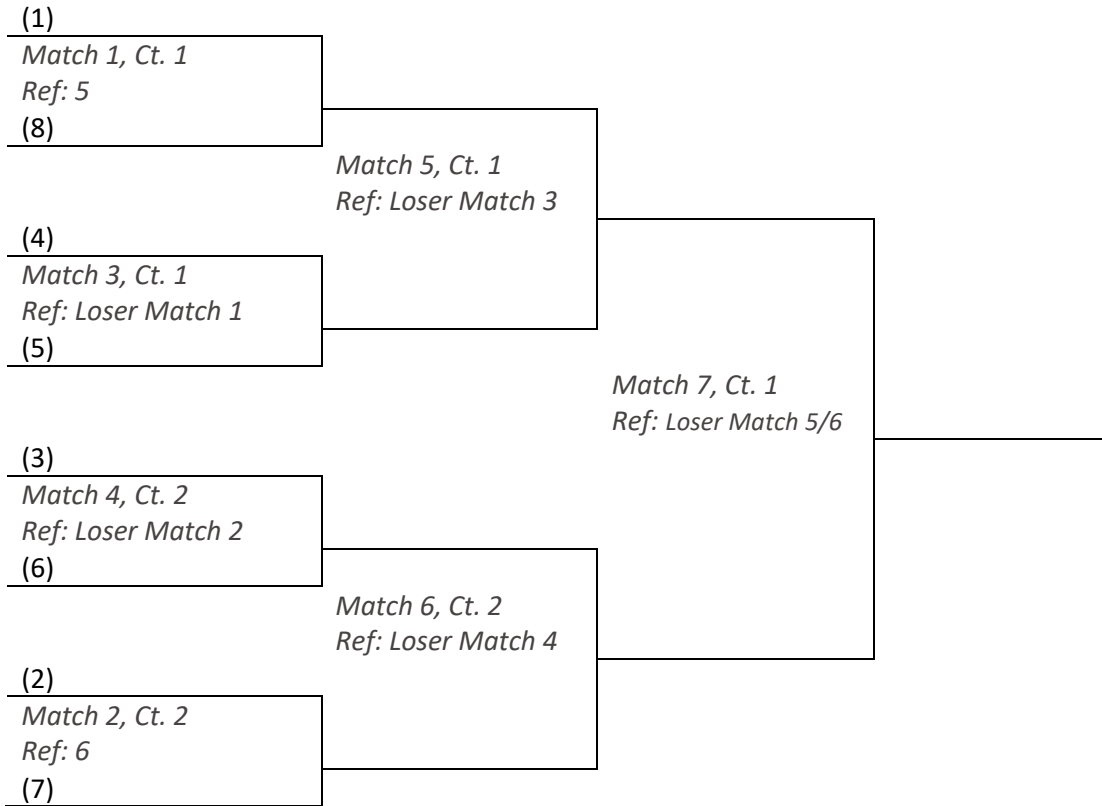 (1)
Match 1, Ct. 1
Ref: 5
(8)
Match 5, Ct. 1
Ref: Loser Match 3
(4)
Match 3, Ct. 1
Ref: Loser Match 1
(5)
Match 7, Ct. 1
Ref: Loser Match 5/6
(3)
Match 4, Ct. 2
Ref: Loser Match 2
(6)
Match 6, Ct. 2
Ref: Loser Match 4
(2)
Match 2, Ct. 2
Ref: 6
(7)